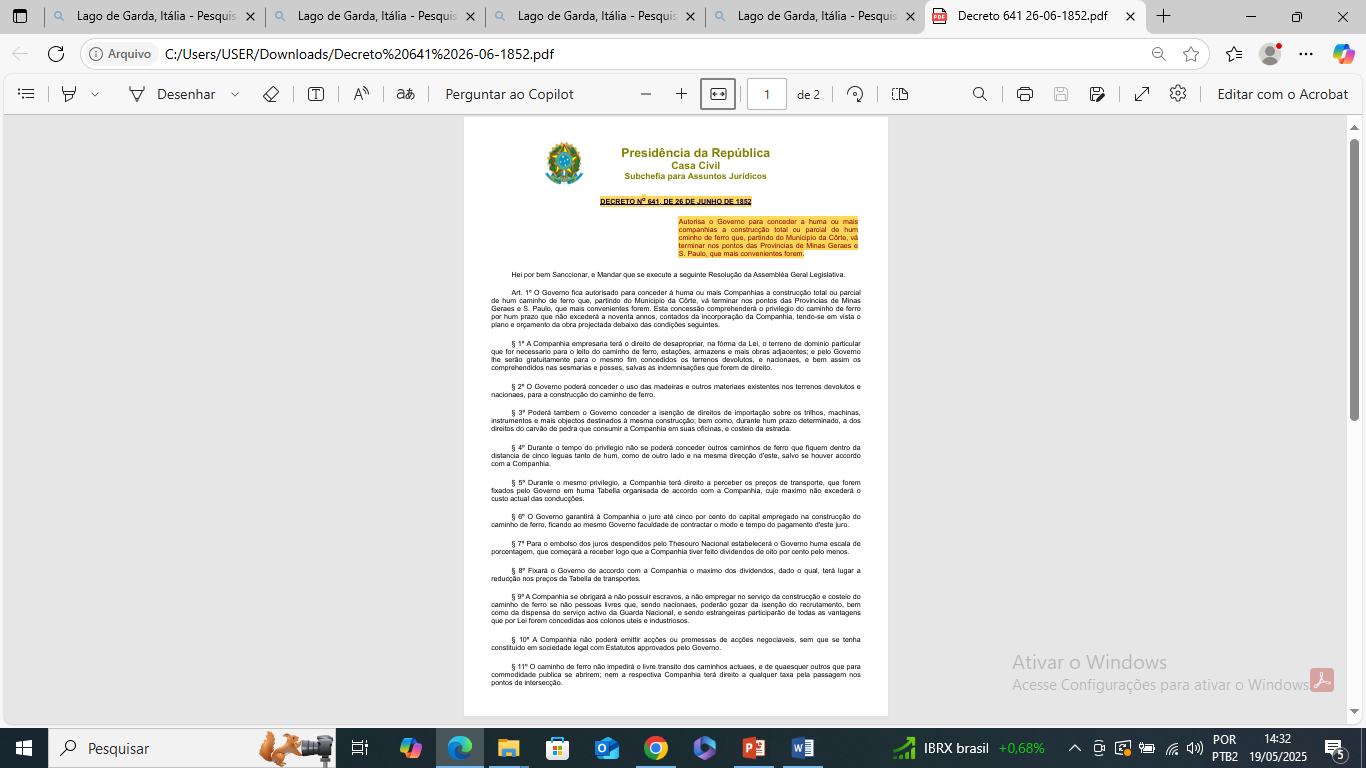 Lago de Garda, Itália - Pesquis
Lago de Garda, Itália - Pesquis
Lago de Garda, Itália - Pesquis
Lago de Garda, Itália - Pesquis
Decreto 641 26-06-1852.pdf
Arquivo
C:/Users/USER/Downloads/Decreto%20641%2026-06-1852.pdf
Desenhar
Perguntar ao Copilot
1
de 2
Editar com o Acrobat
Presidência da República
Casa Civil
Subchefia para Assuntos Jurídicos
DECRETO Nº 641, DE 26 DE JUNHO DE 1852
Autorisa o Governo para conceder a huma ou mais
companhias a construcção total ou parcial de hum
cminho de ferro que, partindo do Municipio da Côrte, vá
terminar nos pontos das Provincias de Minas Geraes e
S. Paulo, que mais convenientes forem.
Hei por bem Sanccionar, e Mandar que se execute a seguinte Resolução da Assembléa Geral Legislativa.
Art. 1º O Governo fica autorisado para conceder á huma ou mais Companhias a construcção total ou parcial
de hum caminho de ferro que, partindo do Municipio da Côrte, vá terminar nos pontos das Provincias de Minas
Geraes e S. Paulo, que mais convenientes forem. Esta concessão comprehenderá o privilegio do caminho de ferro
por hum prazo que não excederá a noventa annos, contados da incorporação da Companhia, tendo-se em vista o
plano e orçamento da obra projectada debaixo das condições seguintes.
§ 1º A Companhia empresaria terá o direito de desapropriar, na fórma da Lei, o terreno de dominio particular
que for necessario para o leito do caminho de ferro, estações, armazens e mais obras adjacentes; e pelo Governo
lhe serão gratuitamente para o mesmo fim concedidos os terrenos devolutos, e nacionaes, e bem assim os
comprehendidos nas sesmarias e posses, salvas as indemnisações que forem de direito.
§ 2º O Governo poderá conceder o uso das madeiras e outros materiaes existentes nos terrenos devolutos e
nacionaes, para a construcção do caminho de ferro.
§ 3º Poderá tambem o Governo conceder a isenção de direitos de importação sobre os trilhos, machinas,
instrumentos e mais objectos destinados á mesma construcção; bem como, durante hum prazo determinado, a dos
direitos do carvão de pedra que consumir a Companhia em suas oficinas, e costeio da estrada.
§ 4º Durante o tempo do privilegio não se poderá conceder outros caminhos de ferro que fiquem dentro da
distancia de cinco leguas tanto de hum, como de outro lado e na mesma direcção d'este, salvo se houver accordo
com a Companhia.
§ 5º Durante o mesmo privilegio, a Companhia terá direito a perceber os preços de transporte, que forem
fixados pelo Governo em huma Tabella organisada de accordo com a Companhia, cujo maximo não excederá o
custo actual das conducções.
§ 6º O Governo garantirá á Companhia o juro até cinco por cento do capital empregado na construcção do
caminho de ferro, ficando ao mesmo Governo faculdade de contractar o modo e tempo do pagamento d'este juro.
§ 7º Para o embolso dos juros despendidos pelo Thesouro Nacional estabelecerá o Governo huma escala de
porcentagem, que começará a receber logo que a Companhia tiver feito dividendos de oito por cento pelo menos.
§ 8º Fixará o Governo de accordo com a Companhia o maximo dos dividendos, dado o qual, terá lugar a
reducção nos preços da Tabella de transportes.
§ 9º A Companhia se obrigará a não possuir escravos, a não empregar no serviço da construcção e costeio do
caminho de ferro se não pessoas livres que, sendo nacionaes, poderão gozar da isenção do recrutamento, bem
como da dispensa do serviço activo da Guarda Nacional, e sendo estrangeiras participarão de todas as vantagens
que por Lei forem concedidas aos colonos uteis e industriosos.
§ 10º A Companhia não poderá emittir acções ou promessas de acções negociaveis, sem que se tenha
constituido em sociedade legal com Estatutos approvados pelo Governo.
§ 11º O caminho de ferro não impedirá o livre transito dos caminhos actuaes, e de quaesquer outros que para
commodidade publica se abrirem; nem a respectiva Companhia terá direito a qualquer taxa pela passagem nos
pontos de intersecção.
Ativar o Windows
Acesse Configurações para ativar o Windows
Pesquisar
IBRX brasil +0,68%
POR
PTB2
14:32
19/05/2025
5